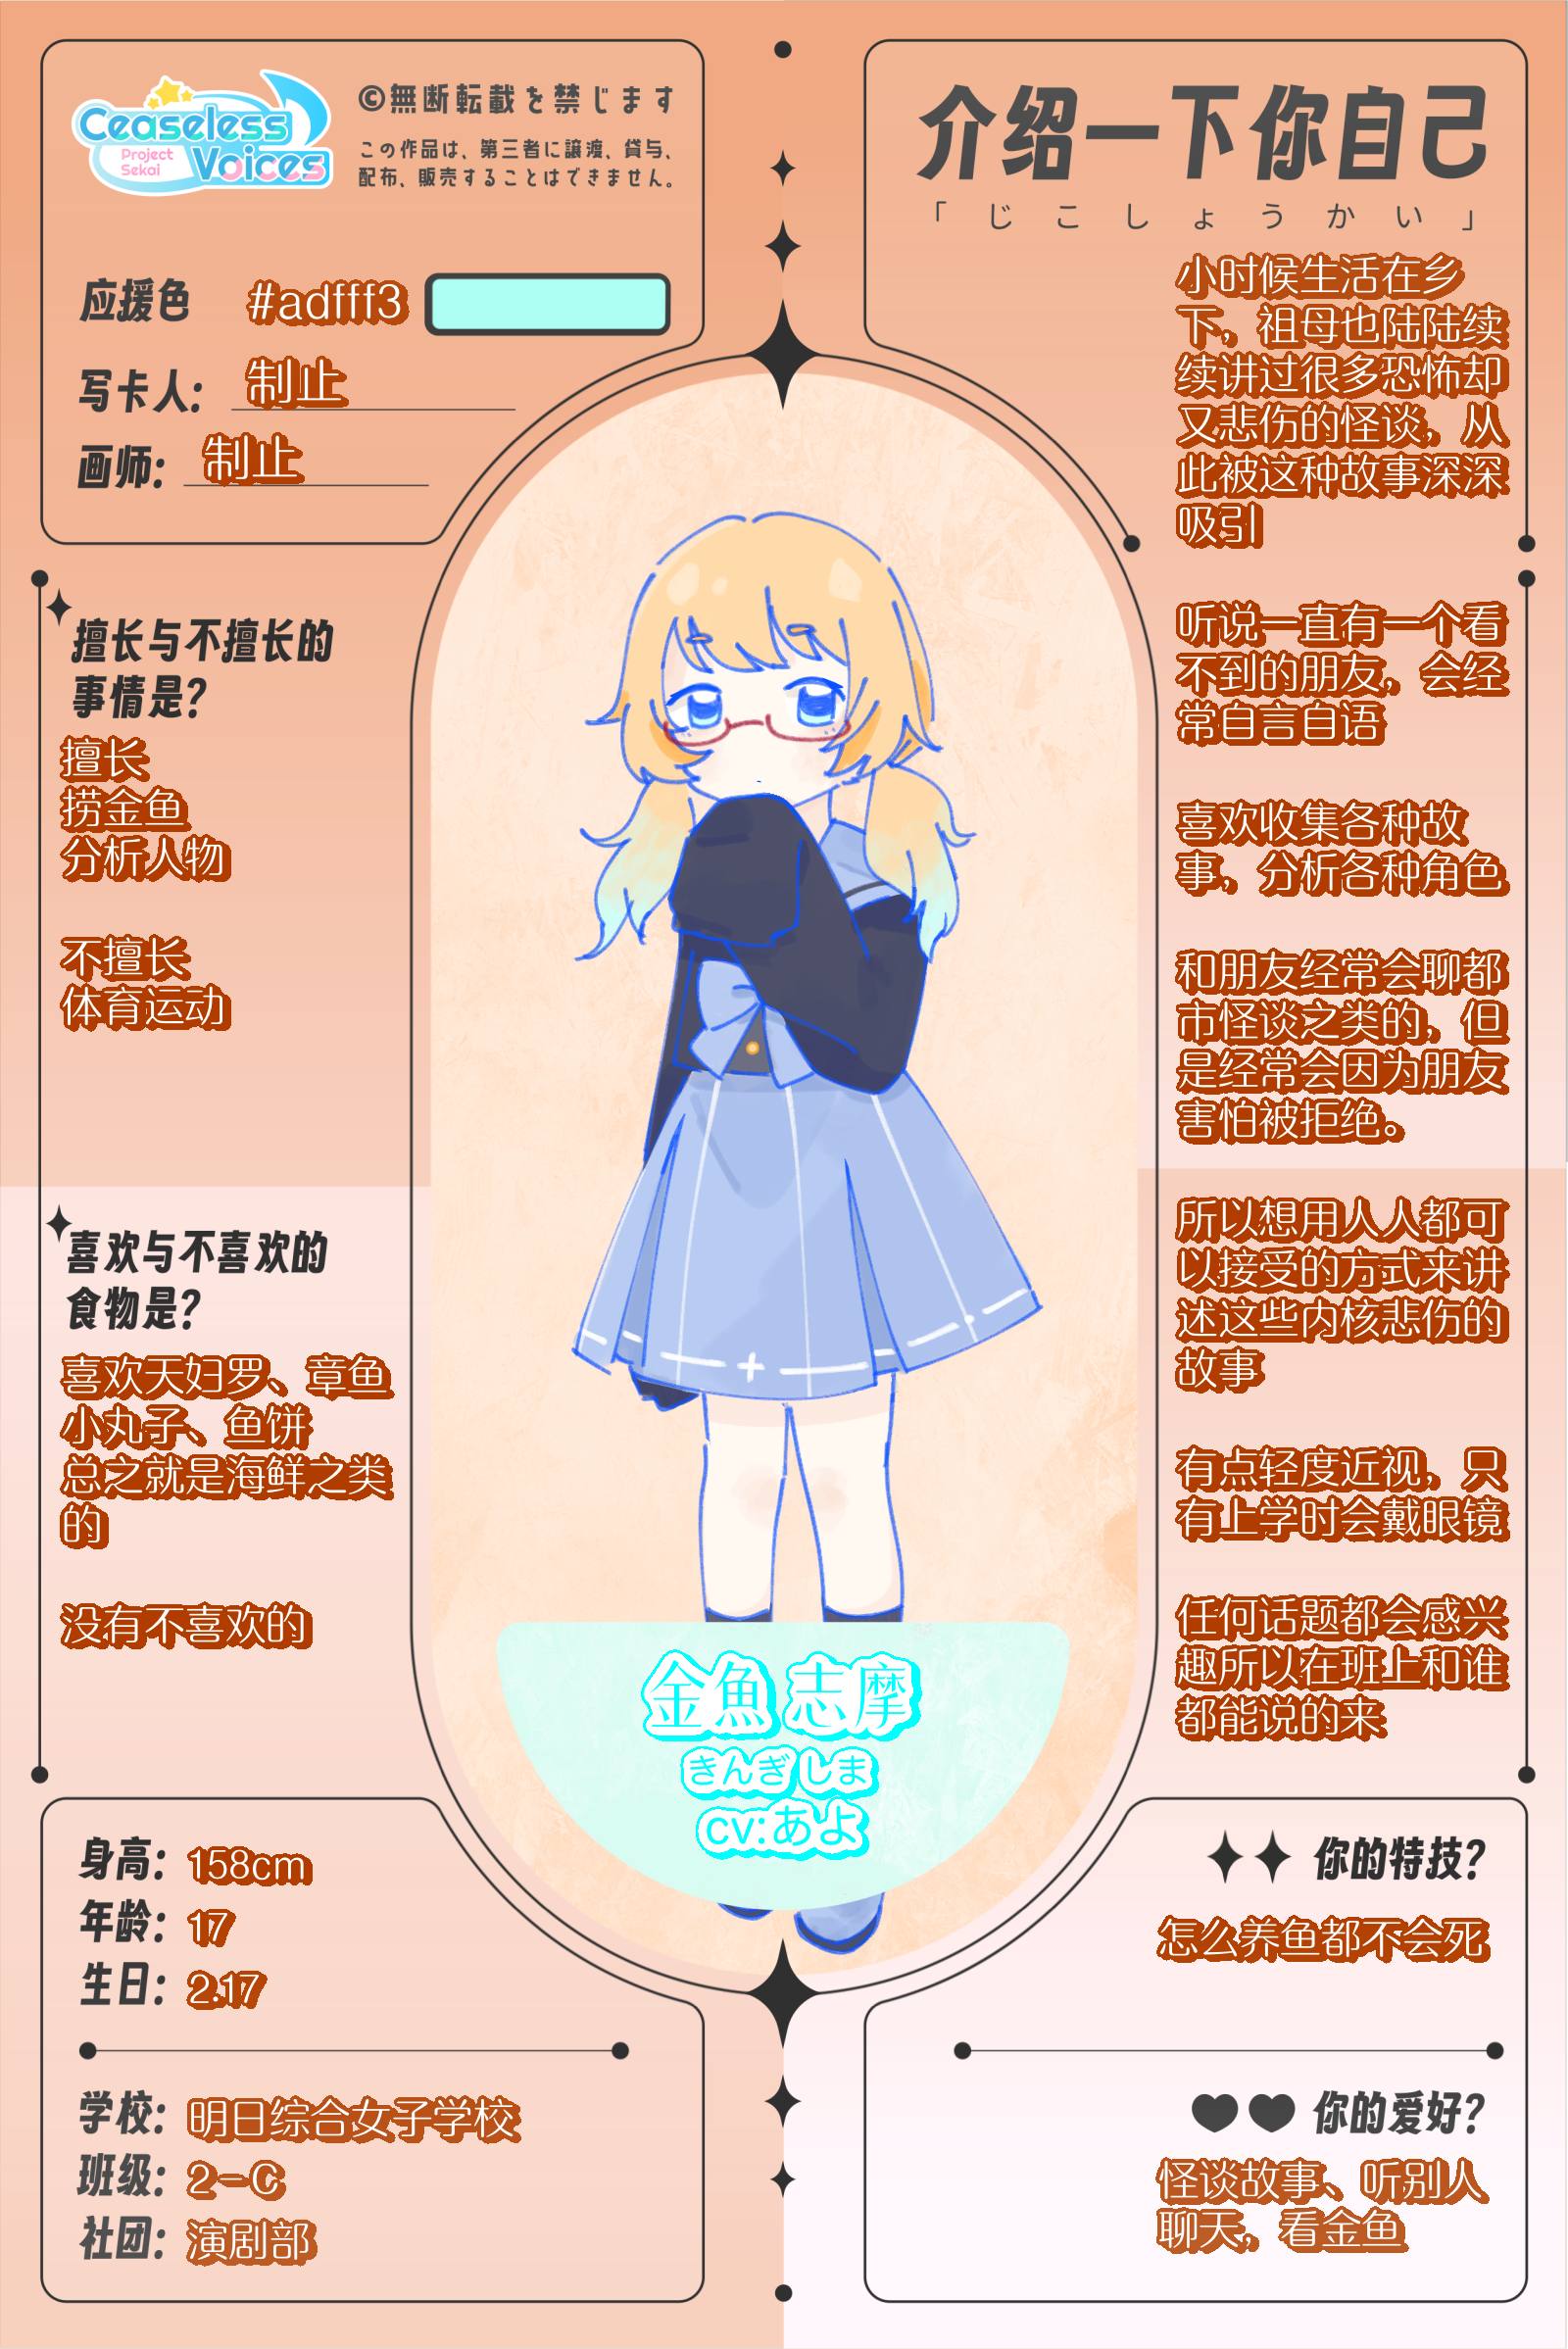 Ceaseless
Project
Sekai
Voices
©無断転載を禁じます
この作品は、第三者に譲渡、貸与、
配布、販売することはできません。
应援色 #adfff3
写卡人: 制止
画师: 制止
擅长与不擅长的
事情是?
擅长
捞金鱼
分析人物
不擅长
体育运动
喜欢与不喜欢的
食物是?
喜欢天妇罗、章鱼
小丸子、鱼饼
总之就是海鲜之类
的
没有不喜欢的
身高: 158cm
年龄: 17
生日: 2.17
学校: 明日综合女子学校
班级: 2-C
社团: 演剧部
金魚 志摩
きんぎ しま
cv:あよ
介绍一下你自己
「じこしょうかい」
小时候生活在乡
下，祖母也陆陆续
续讲过很多恐怖却
又悲伤的怪谈，从
此被这种故事深深
吸引
听说一直有一个看
不到的朋友，会经
常自言自语
喜欢收集各种故
事，分析各种角色
和朋友经常会聊都
市怪谈之类的，但
是经常会因为朋友
害怕被拒绝。
所以想用人人都可
以接受的方式来讲
述这些内核悲伤的
故事
有点轻度近视，只
有上学时会戴眼镜
任何话题都会感兴
趣所以在班上和谁
都能说的来
你的特技?
怎么养鱼都不会死
你的爱好?
怪谈故事、听别人
聊天，看金鱼